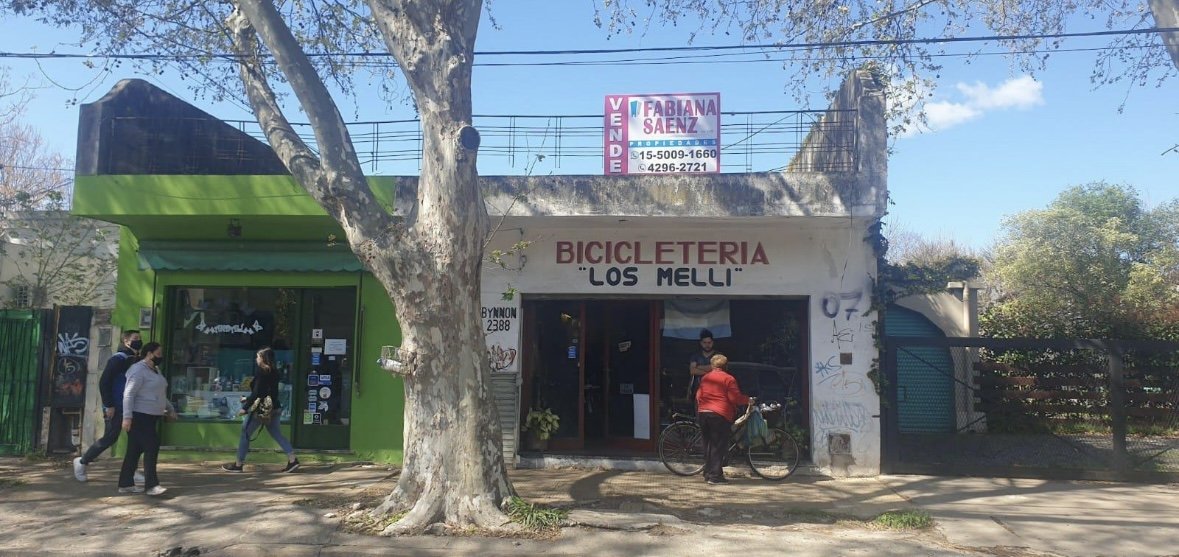 VENDE
FABIANA
SAENZ
PROPIEDADES
15-5009-1660
4296-2721
BICICLETERIA
"LOS MELLI"
BYNNON
2388
07